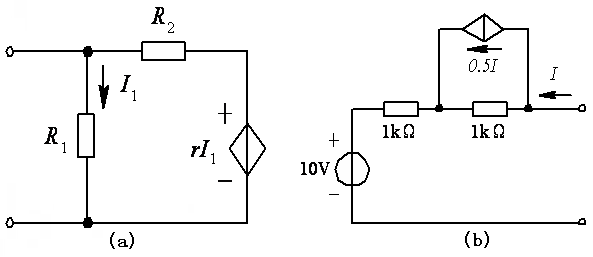 R₂
I₁
R₁
+
rI₁
−
(a)
0.5I
I
1kΩ
1kΩ
+
10V
−
(b)